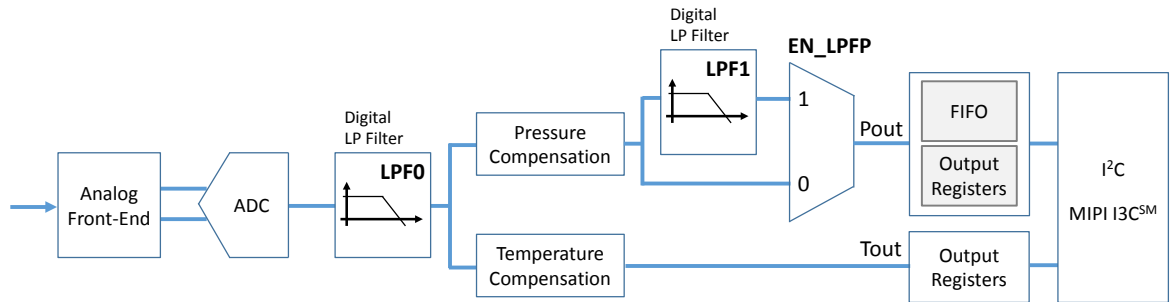 Digital
LP Filter
EN_LPFP
LPF1
1
Digital
LP Filter
LPF0
Pressure
Compensation
0
Pout
FIFO
Output
Registers
I²C
MIPI I3Cˢᴹ
Analog
Front-End
ADC
Temperature
Compensation
Tout
Output
Registers